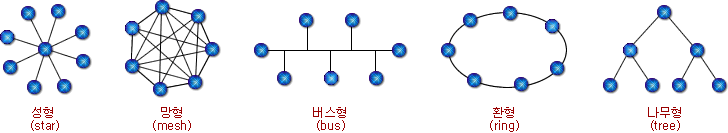 성형
(star)
망형
(mesh)
버스형
(bus)
환형
(ring)
나무형
(tree)